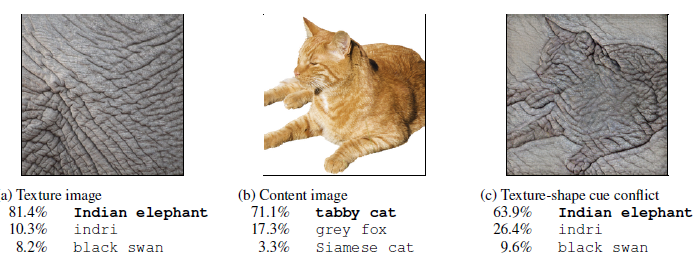 a) Texture image
81.4% Indian elephant
10.3% indri
8.2% black swan
(b) Content image
71.1% tabby cat
17.3% grey fox
3.3% Siamese cat
(c) Texture-shape cue conflict
63.9% Indian elephant
26.4% indri
9.6% black swan